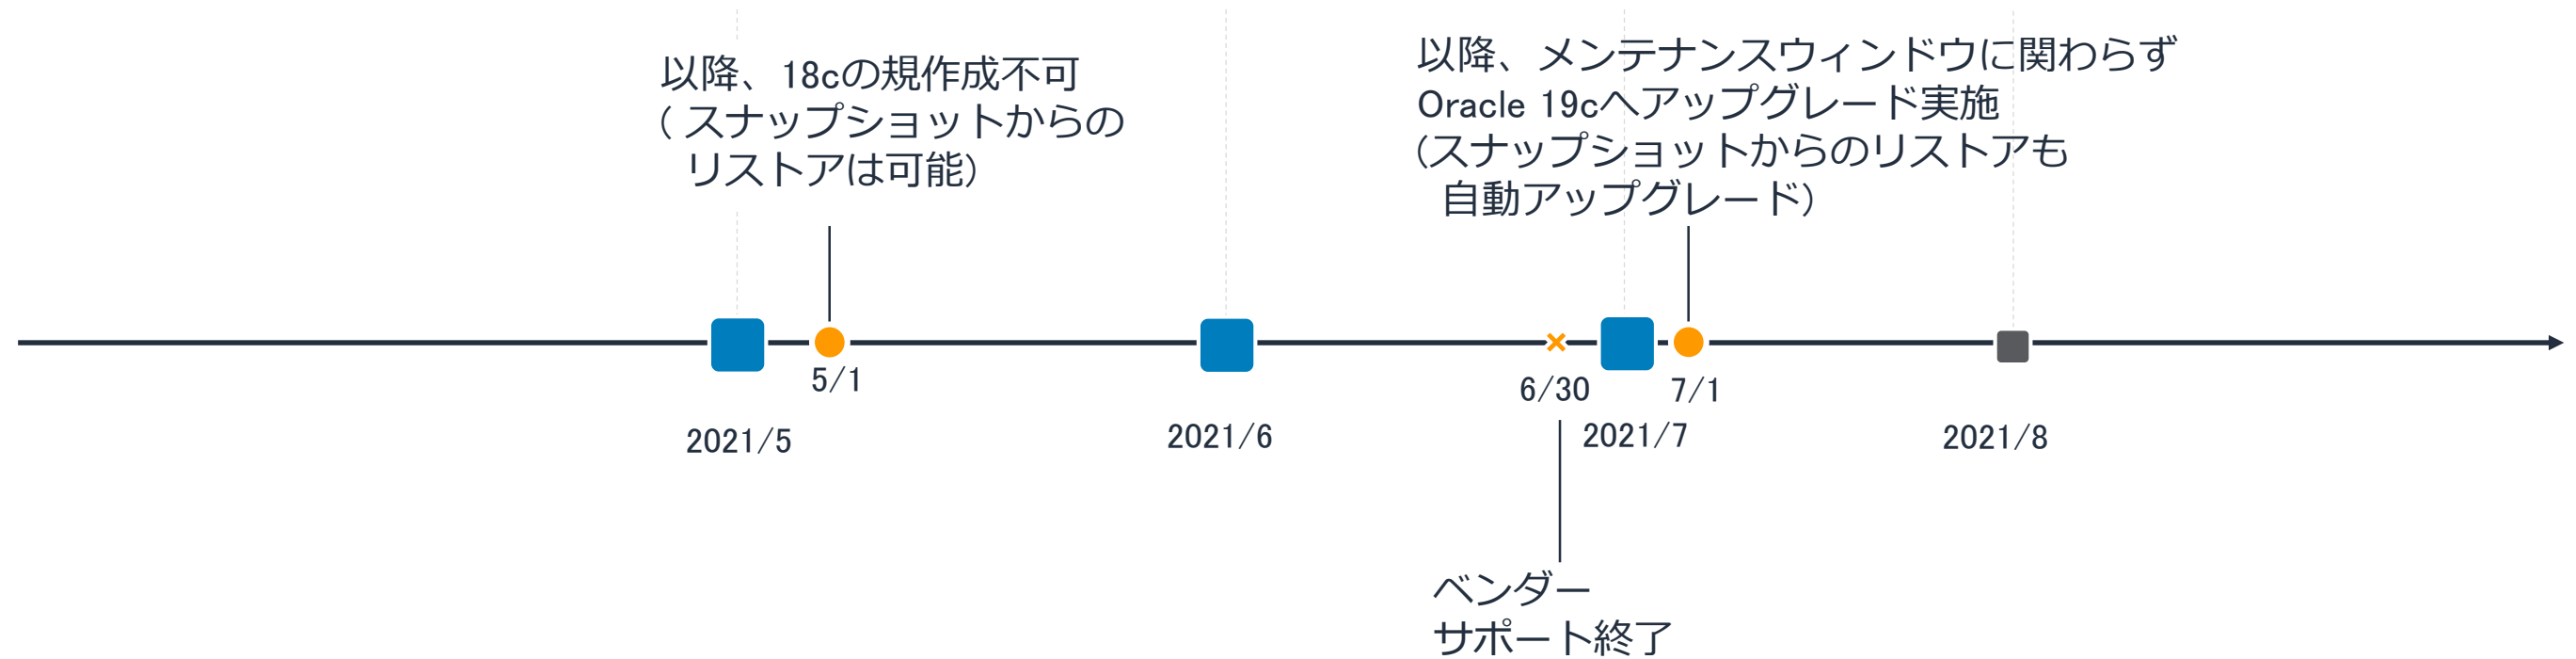 以降、18cの規作成不可
( スナップショットからの
リストアは可能)
以降、メンテナンスウィンドウに関わらず
Oracle 19cへアップグレード実施
(スナップショットからのリストアも
自動アップグレード)
5/1
6/30
7/1
2021/5
2021/6
2021/7
2021/8
ベンダー
サポート終了